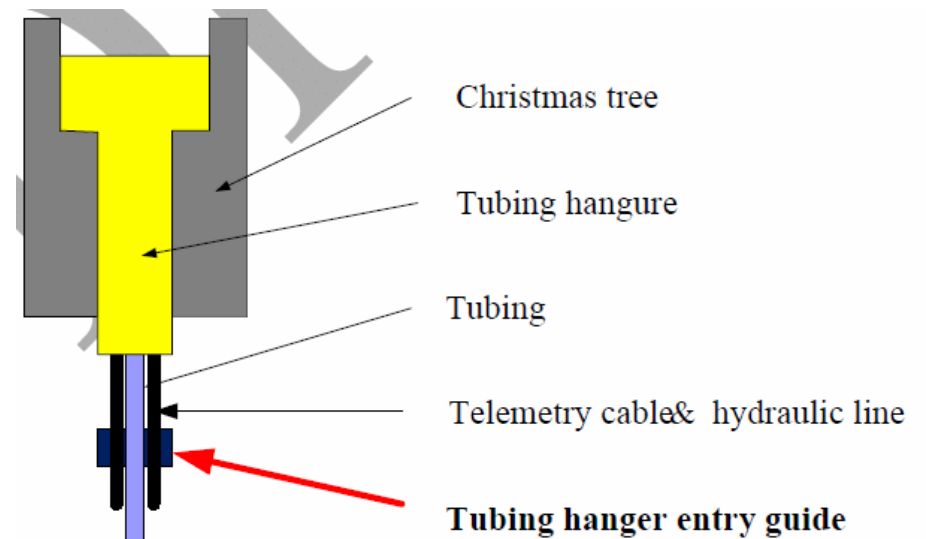 Christmas tree
Tubing hangure
Tubing
Telemetry cable& hydraulic line
Tubing hanger entry guide